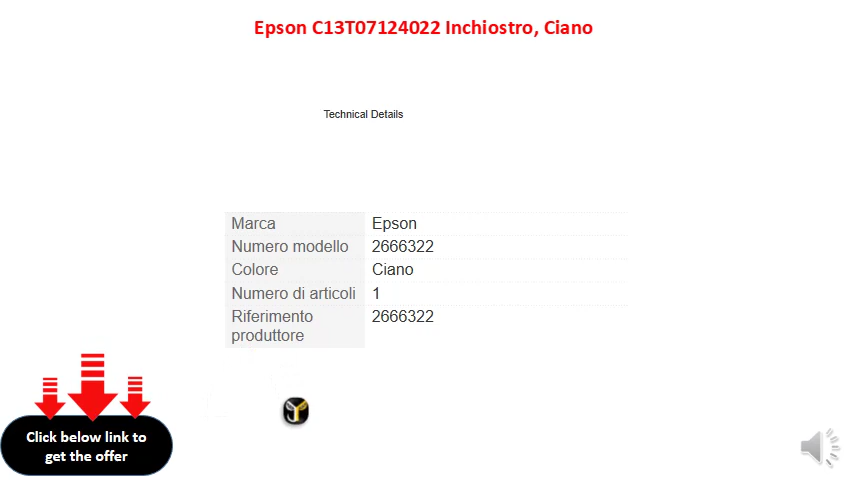 Epson C13T07124022 Inchiostro, Ciano
Technical Details
Marca Epson
Numero modello 2666322
Colore Ciano
Numero di articoli 1
Riferimento 2666322
produttore
Click below link to
get the offer